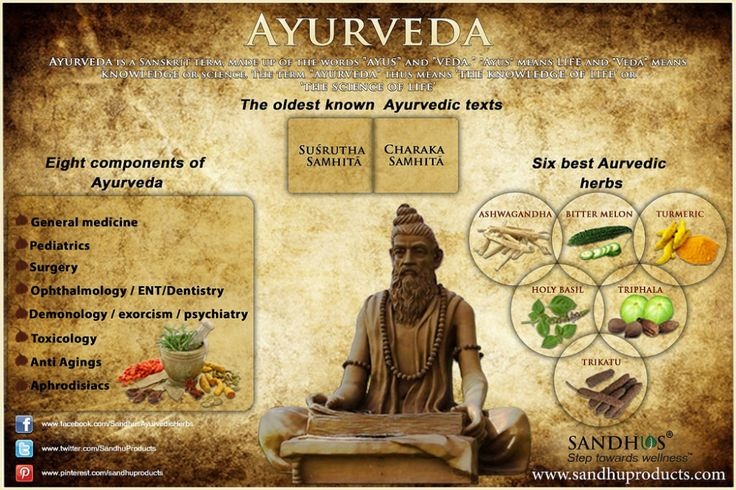 AYURVEDA
AYURVEDA IS A SANSKRIT TERM, MADE UP OF THE WORDS "AYUS" AND "VEDA." "AYUS" MEANS LIFE AND "VEDA" MEANS
KNOWLEDGE OR SCIENCE. THE TERM "AYURVEDA" THUS MEANS 'THE KNOWLEDGE OF LIFE' OR
'THE SCIENCE OF LIFE'
The oldest known Ayurvedic texts
SUŚRUTHA
SAṀHITĀ
CHARAKA
SAṀHITĀ
Eight components of
Ayurveda
General medicine
Pediatrics
Surgery
Ophthalmology / ENT/Dentistry
Demonology / exorcism / psychiatry
Toxicology
Anti Agings
Aphrodisiacs
Six best Aurvedic
herbs
ASHWAGANDHA
BITTER MELON
TURMERIC
HOLY BASIL
TRIPHALA
TRIKATU
www.facebook.com/SandhusAyurvedicHerbs
www.twitter.com/SandhuProducts
www.pinterest.com/sandhuproducts
SANDHUS®
Step towards wellness™
www.sandhuproducts.com